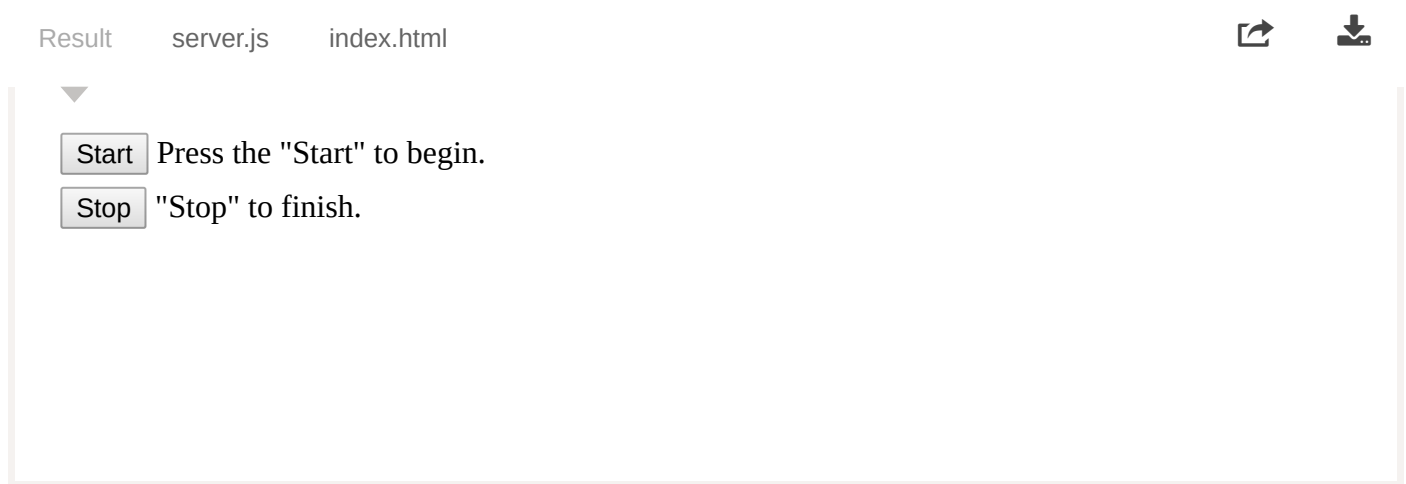 Result server.js index.html
Start Press the "Start" to begin.
Stop "Stop" to finish.